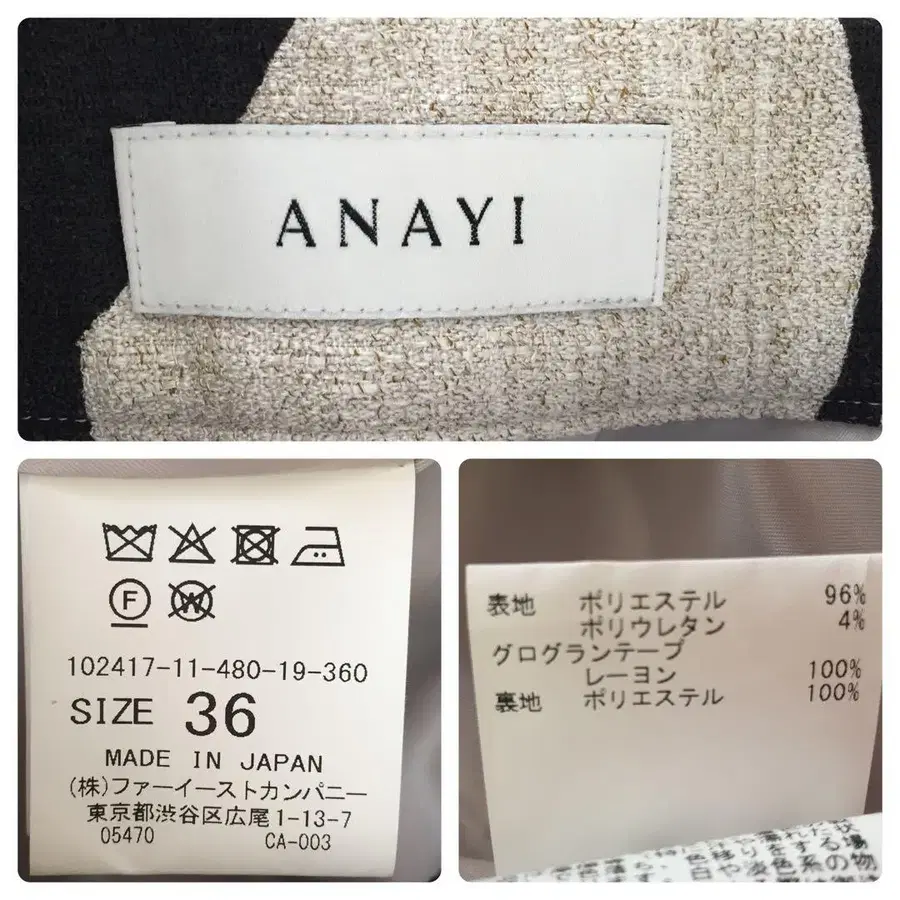 ANAYI
F W
102417-11-480-19-360
SIZE 36
MADE IN JAPAN
(株)ファーイーストカンパニー
東京都渋谷区広尾1-13-7
05470 CA-003
表地 ポリエステル 96%
ポリウレタン 4%
グログランテープ
レーヨン 100%
裏地 ポリエステル 100%